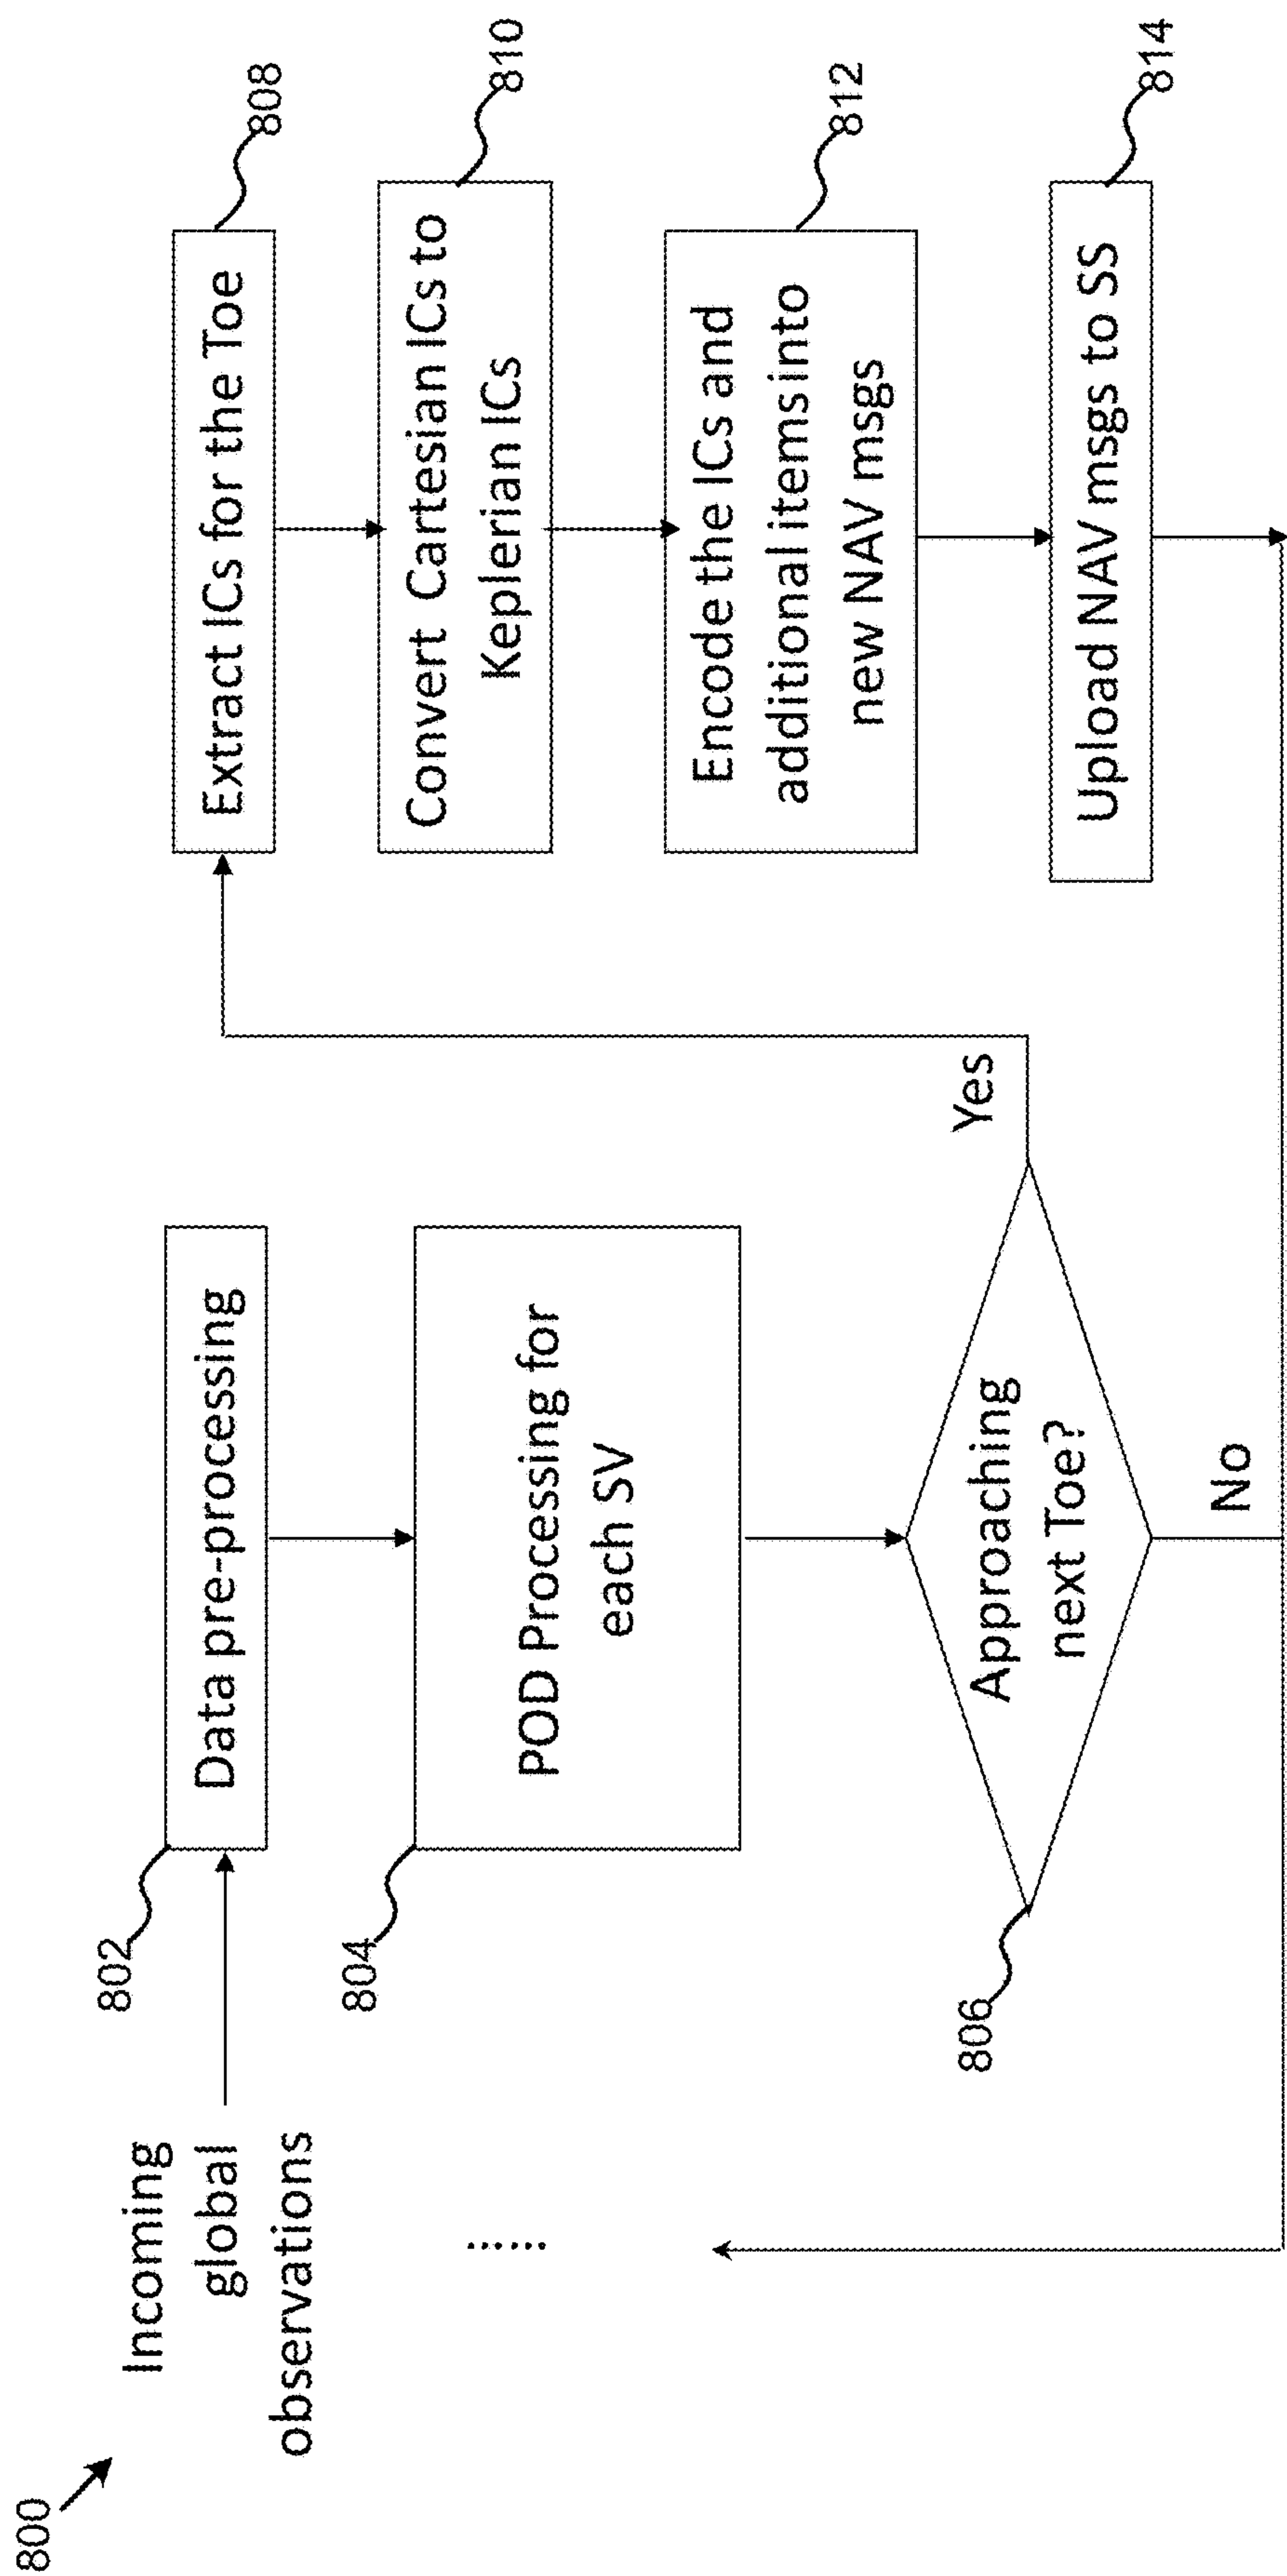 800
Incoming
global
observations
......
802
Data pre-processing
804
POD Processing for
each SV
806
Approaching
next Toe?
Yes
No
808
Extract ICs for the Toe
810
Convert Cartesian ICs to
Keplerian ICs
812
Encode the ICs and
additional items into
new NAV msgs
814
Upload NAV msgs to SS